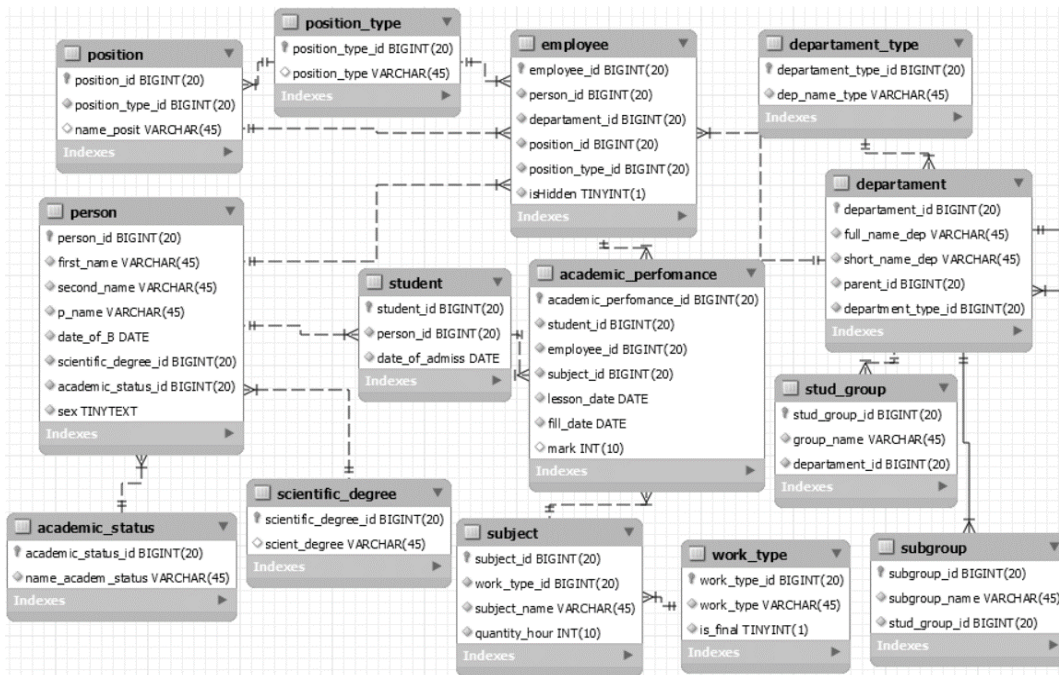 position
position_id BIGINT(20)
position_type_id BIGINT(20)
name_posit VARCHAR(45)
Indexes
position_type
position_type_id BIGINT(20)
position_type VARCHAR(45)
Indexes
employee
employee_id BIGINT(20)
person_id BIGINT(20)
departament_id BIGINT(20)
position_id BIGINT(20)
position_type_id BIGINT(20)
isHidden TINYINT(1)
Indexes
departament_type
departament_type_id BIGINT(20)
dep_name_type VARCHAR(45)
Indexes
departament
departament_id BIGINT(20)
full_name_dep VARCHAR(45)
short_name_dep VARCHAR(45)
parent_id BIGINT(20)
department_type_id BIGINT(20)
Indexes
person
person_id BIGINT(20)
first_name VARCHAR(45)
second_name VARCHAR(45)
p_name VARCHAR(45)
date_of_B DATE
scientific_degree_id BIGINT(20)
academic_status_id BIGINT(20)
sex TINYTEXT
Indexes
student
student_id BIGINT(20)
person_id BIGINT(20)
date_of_admiss DATE
Indexes
academic_perfomance
academic_perfomance_id BIGINT(20)
student_id BIGINT(20)
employee_id BIGINT(20)
subject_id BIGINT(20)
lesson_date DATE
fill_date DATE
mark INT(10)
Indexes
stud_group
stud_group_id BIGINT(20)
group_name VARCHAR(45)
departament_id BIGINT(20)
Indexes
academic_status
academic_status_id BIGINT(20)
name_academ_status VARCHAR(45)
Indexes
scientific_degree
scientific_degree_id BIGINT(20)
scient_degree VARCHAR(45)
Indexes
subject
subject_id BIGINT(20)
work_type_id BIGINT(20)
subject_name VARCHAR(45)
quantity_hour INT(10)
Indexes
work_type
work_type_id BIGINT(20)
work_type VARCHAR(45)
is_final TINYINT(1)
Indexes
subgroup
subgroup_id BIGINT(20)
subgroup_name VARCHAR(45)
stud_group_id BIGINT(20)
Indexes